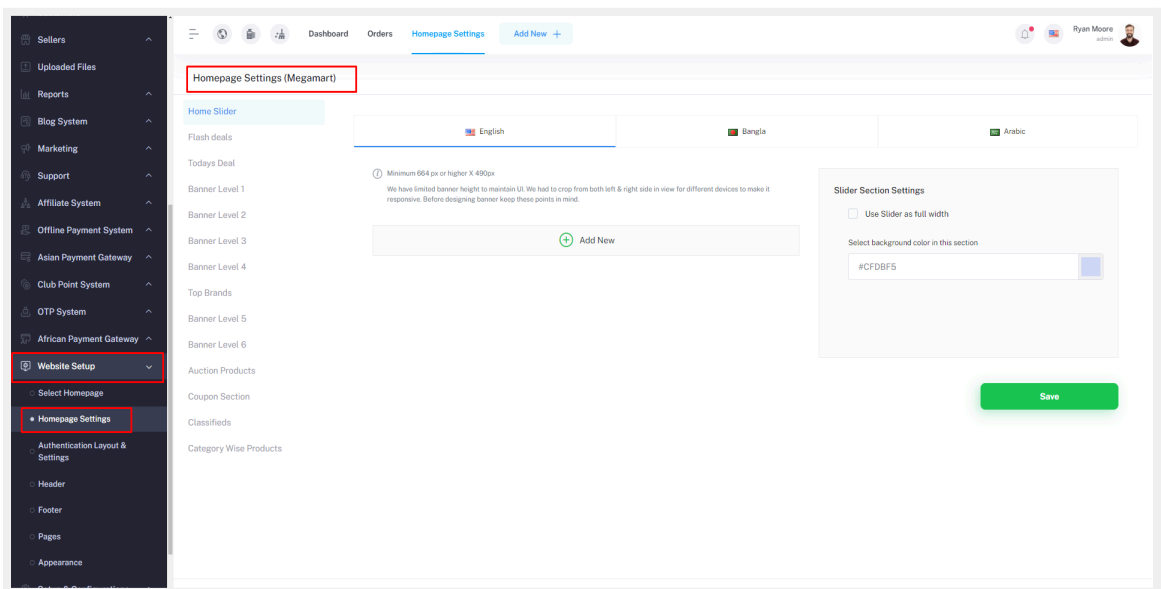 Sellers
Uploaded Files
Reports
Blog System
Marketing
Support
Affiliate System
Offline Payment System
Asian Payment Gateway
Club Point System
OTP System
African Payment Gateway
Website Setup
Select Homepage
Homepage Settings
Authentication Layout &
Settings
Header
Footer
Pages
Appearance
Dashboard
Orders
Homepage Settings
Add New +
Ryan Moore
admin
Homepage Settings (Megamart)
Home Slider
Flash deals
Todays Deal
Banner Level 1
Banner Level 2
Banner Level 3
Banner Level 4
Top Brands
Banner Level 5
Banner Level 6
Auction Products
Coupon Section
Classifieds
Category Wise Products
English
Bangla
Arabic
Minimum 664 px or higher X 490px
We have limited banner height to maintain UI. We had to crop from both left & right side in view for different devices to make it
responsive. Before designing banner keep these points in mind.
Add New
Slider Section Settings
Use Slider as full width
Select background color in this section
#CFDBF5
Save